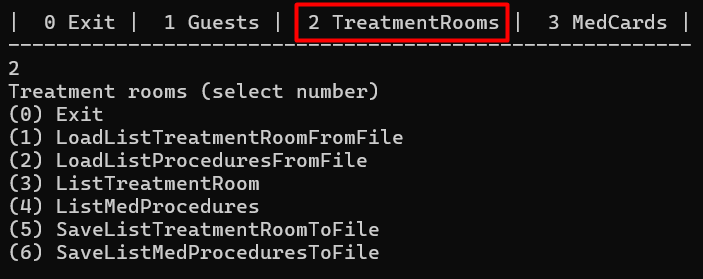 | 0 Exit | 1 Guests | 2 TreatmentRooms | 3 MedCards |
---------------------------------------------------------
2
Treatment rooms (select number)
(0) Exit
(1) LoadListTreatmentRoomFromFile
(2) LoadListProceduresFromFile
(3) ListTreatmentRoom
(4) ListMedProcedures
(5) SaveListTreatmentRoomToFile
(6) SaveListMedProceduresToFile